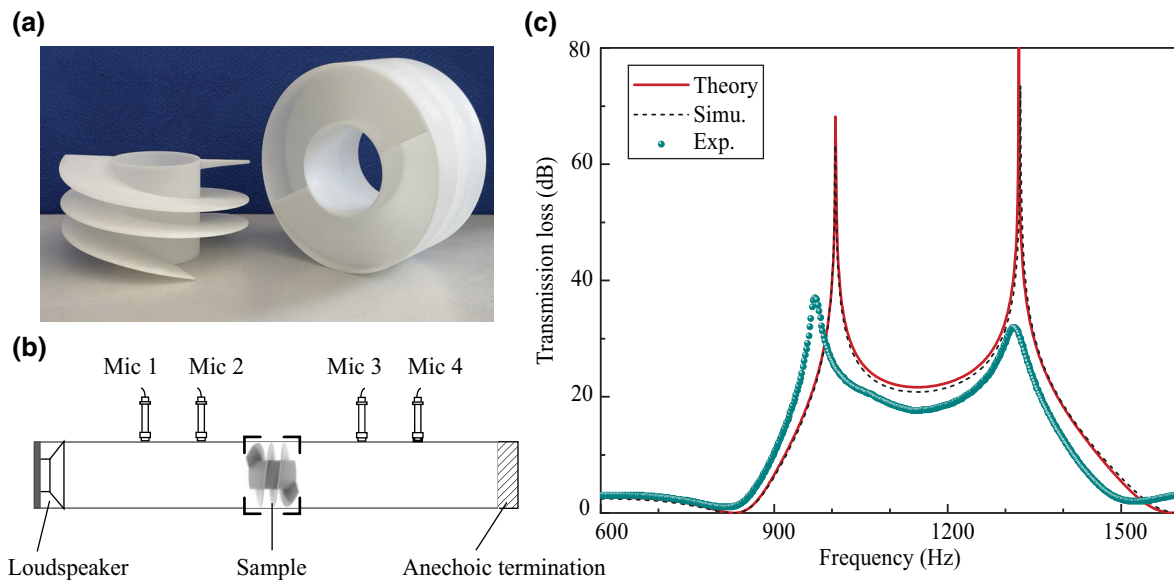 (a)
(b)
Mic 1 Mic 2 Mic 3 Mic 4
Loudspeaker Sample Anechoic termination
(c)
Transmission loss (dB)
80
60
40
20
0
Theory
Simu.
Exp.
600 900 1200 1500
Frequency (Hz)